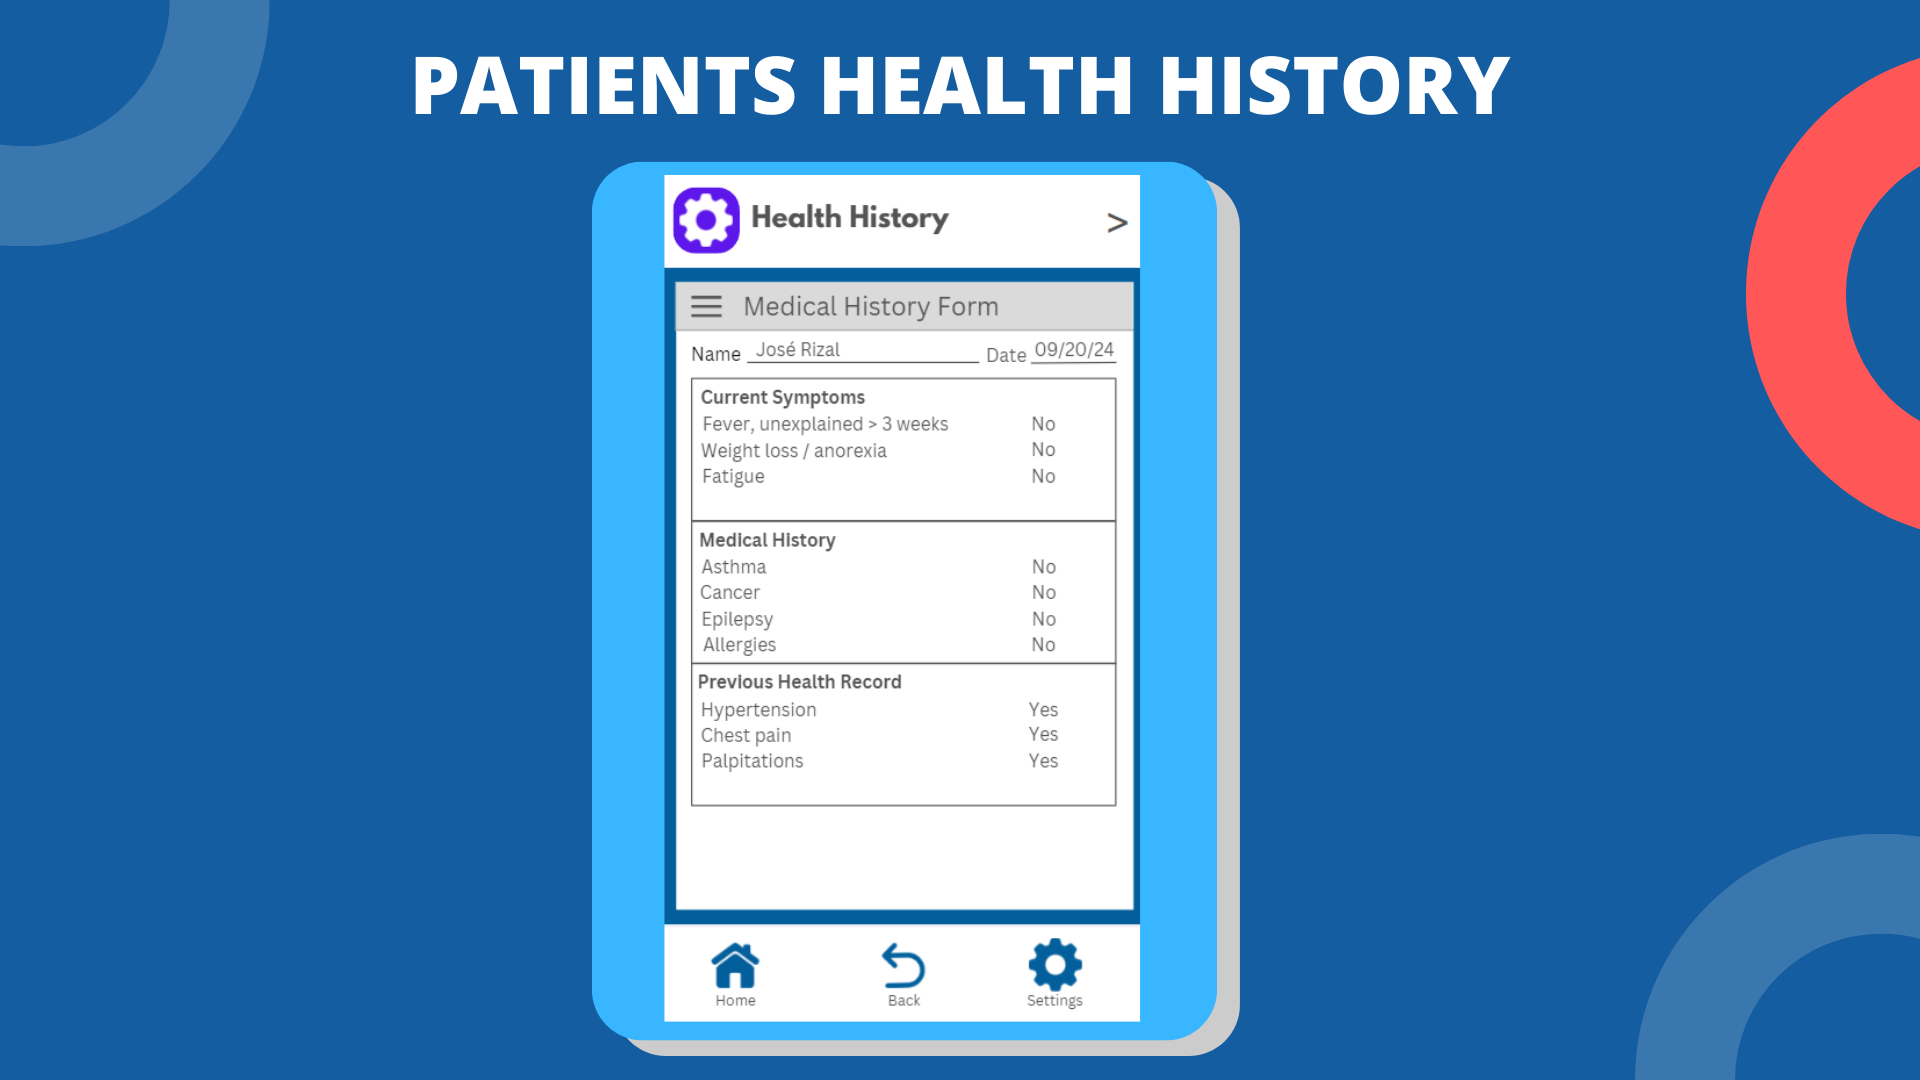 PATIENTS HEALTH HISTORY
Health History >
Medical History Form
Name José Rizal Date 09/20/24
Current Symptoms
Fever, unexplained > 3 weeks No
Weight loss / anorexia No
Fatigue No
Medical History
Asthma No
Cancer No
Epilepsy No
Allergies No
Previous Health Record
Hypertension Yes
Chest pain Yes
Palpitations Yes
Home Back Settings